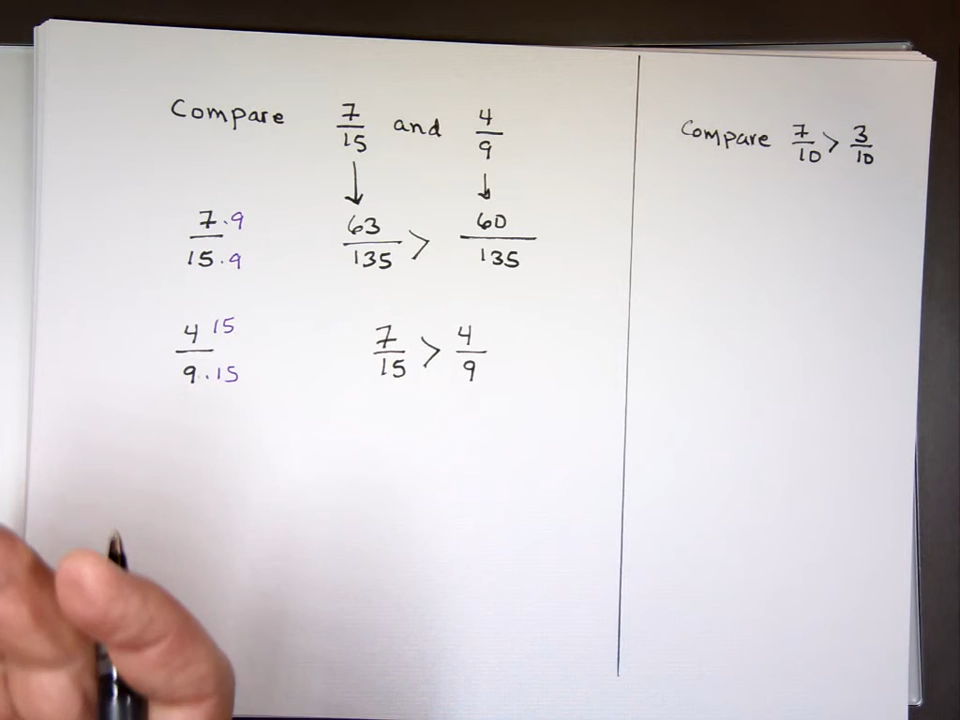 Compare 7/15 and 4/9
7·9/15·9 63/135 > 60/135
4 15/9·15 7/15 > 4/9
Compare 7/10 > 3/10